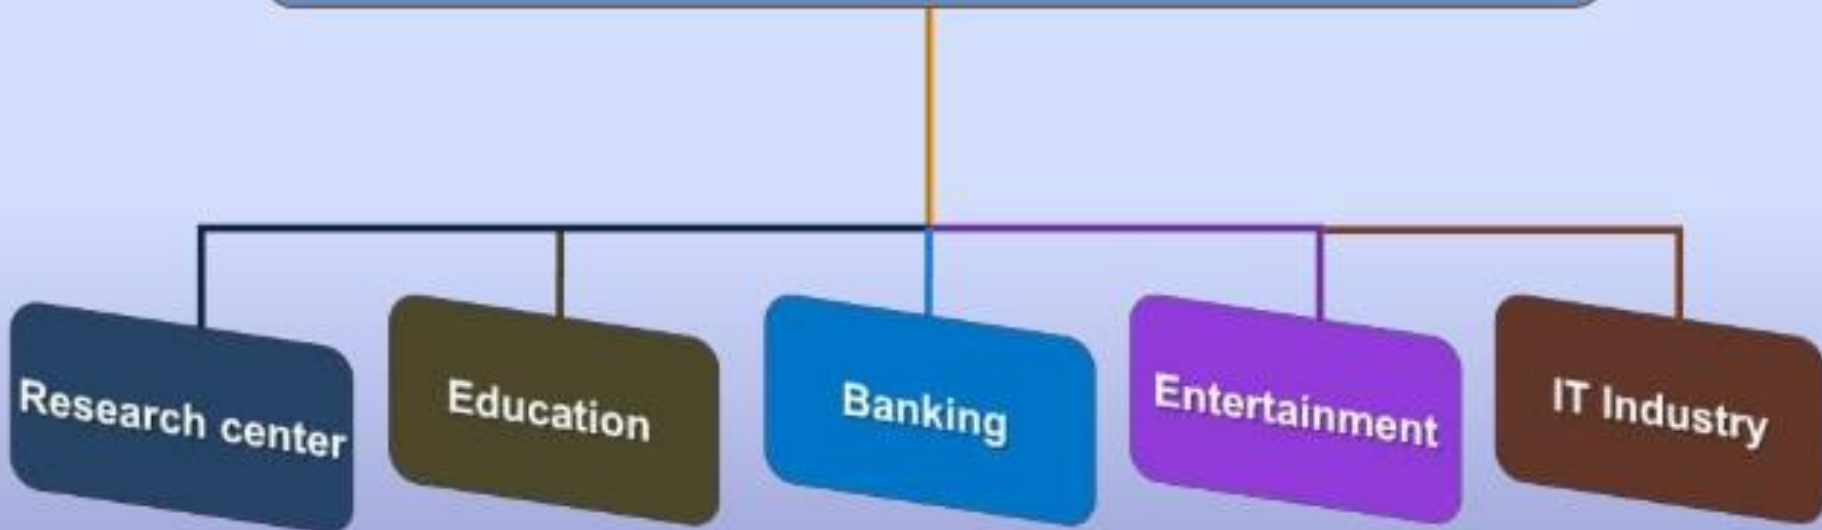 Research center
Education
Banking
Entertainment
IT Industry